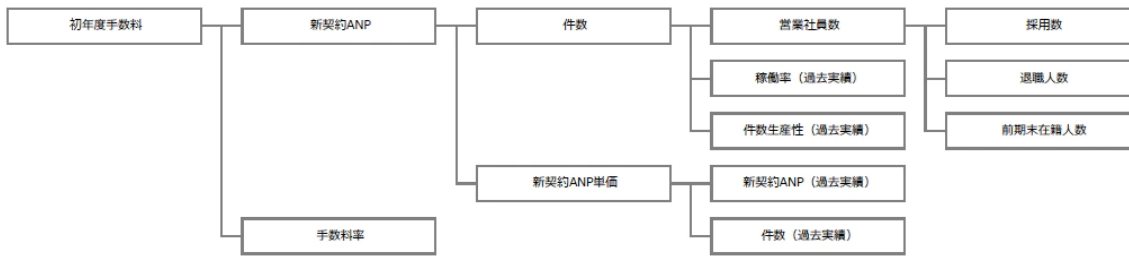 初年度手数料
新契約ANP
件数
営業社員数
採用数
稼働率（過去実績）
退職人数
件数生産性（過去実績）
前期末在籍人数
新契約ANP単価
新契約ANP（過去実績）
手数料率
件数（過去実績）